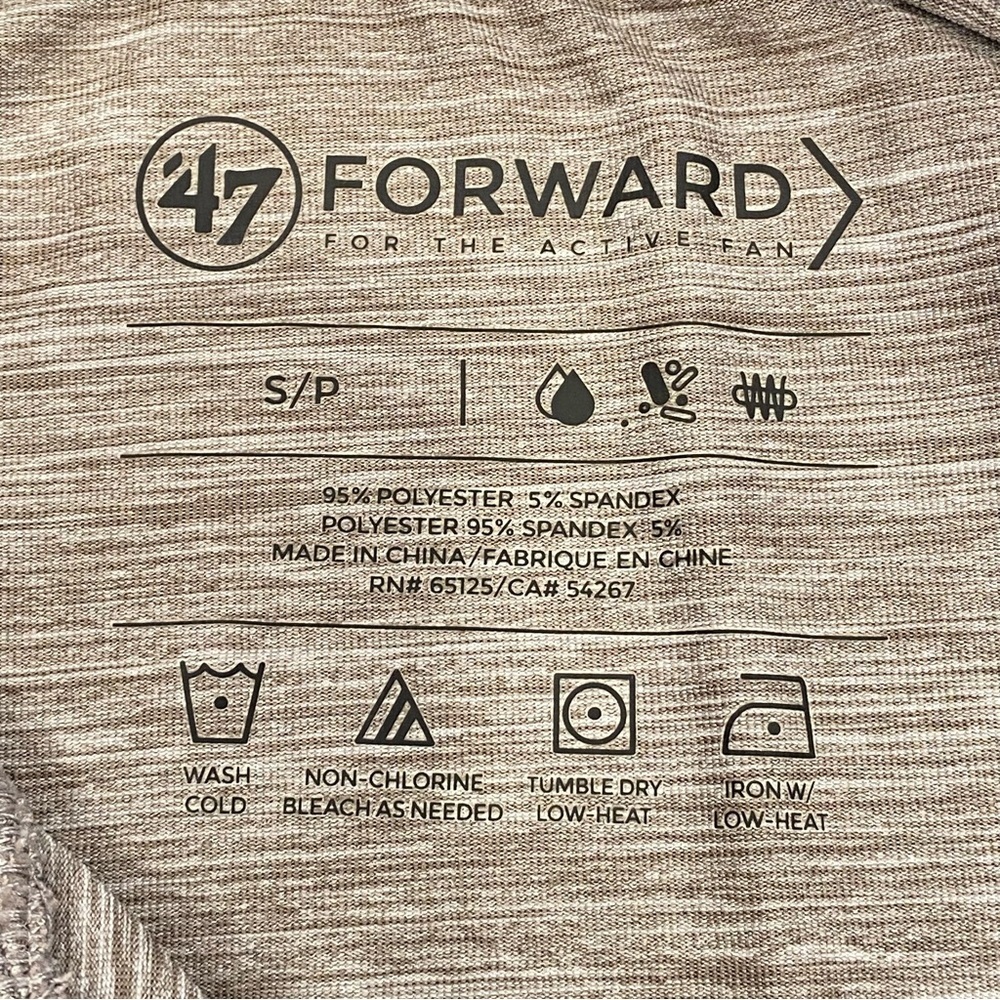 '47 FORWARD
FOR THE ACTIVE FAN
S/P
95% POLYESTER 5% SPANDEX
POLYESTER 95% SPANDEX 5%
MADE IN CHINA/FABRIQUE EN CHINE
RN# 65125/CA# 54267
WASH COLD
NON-CHLORINE BLEACH AS NEEDED
TUMBLE DRY LOW-HEAT
IRON W/ LOW-HEAT